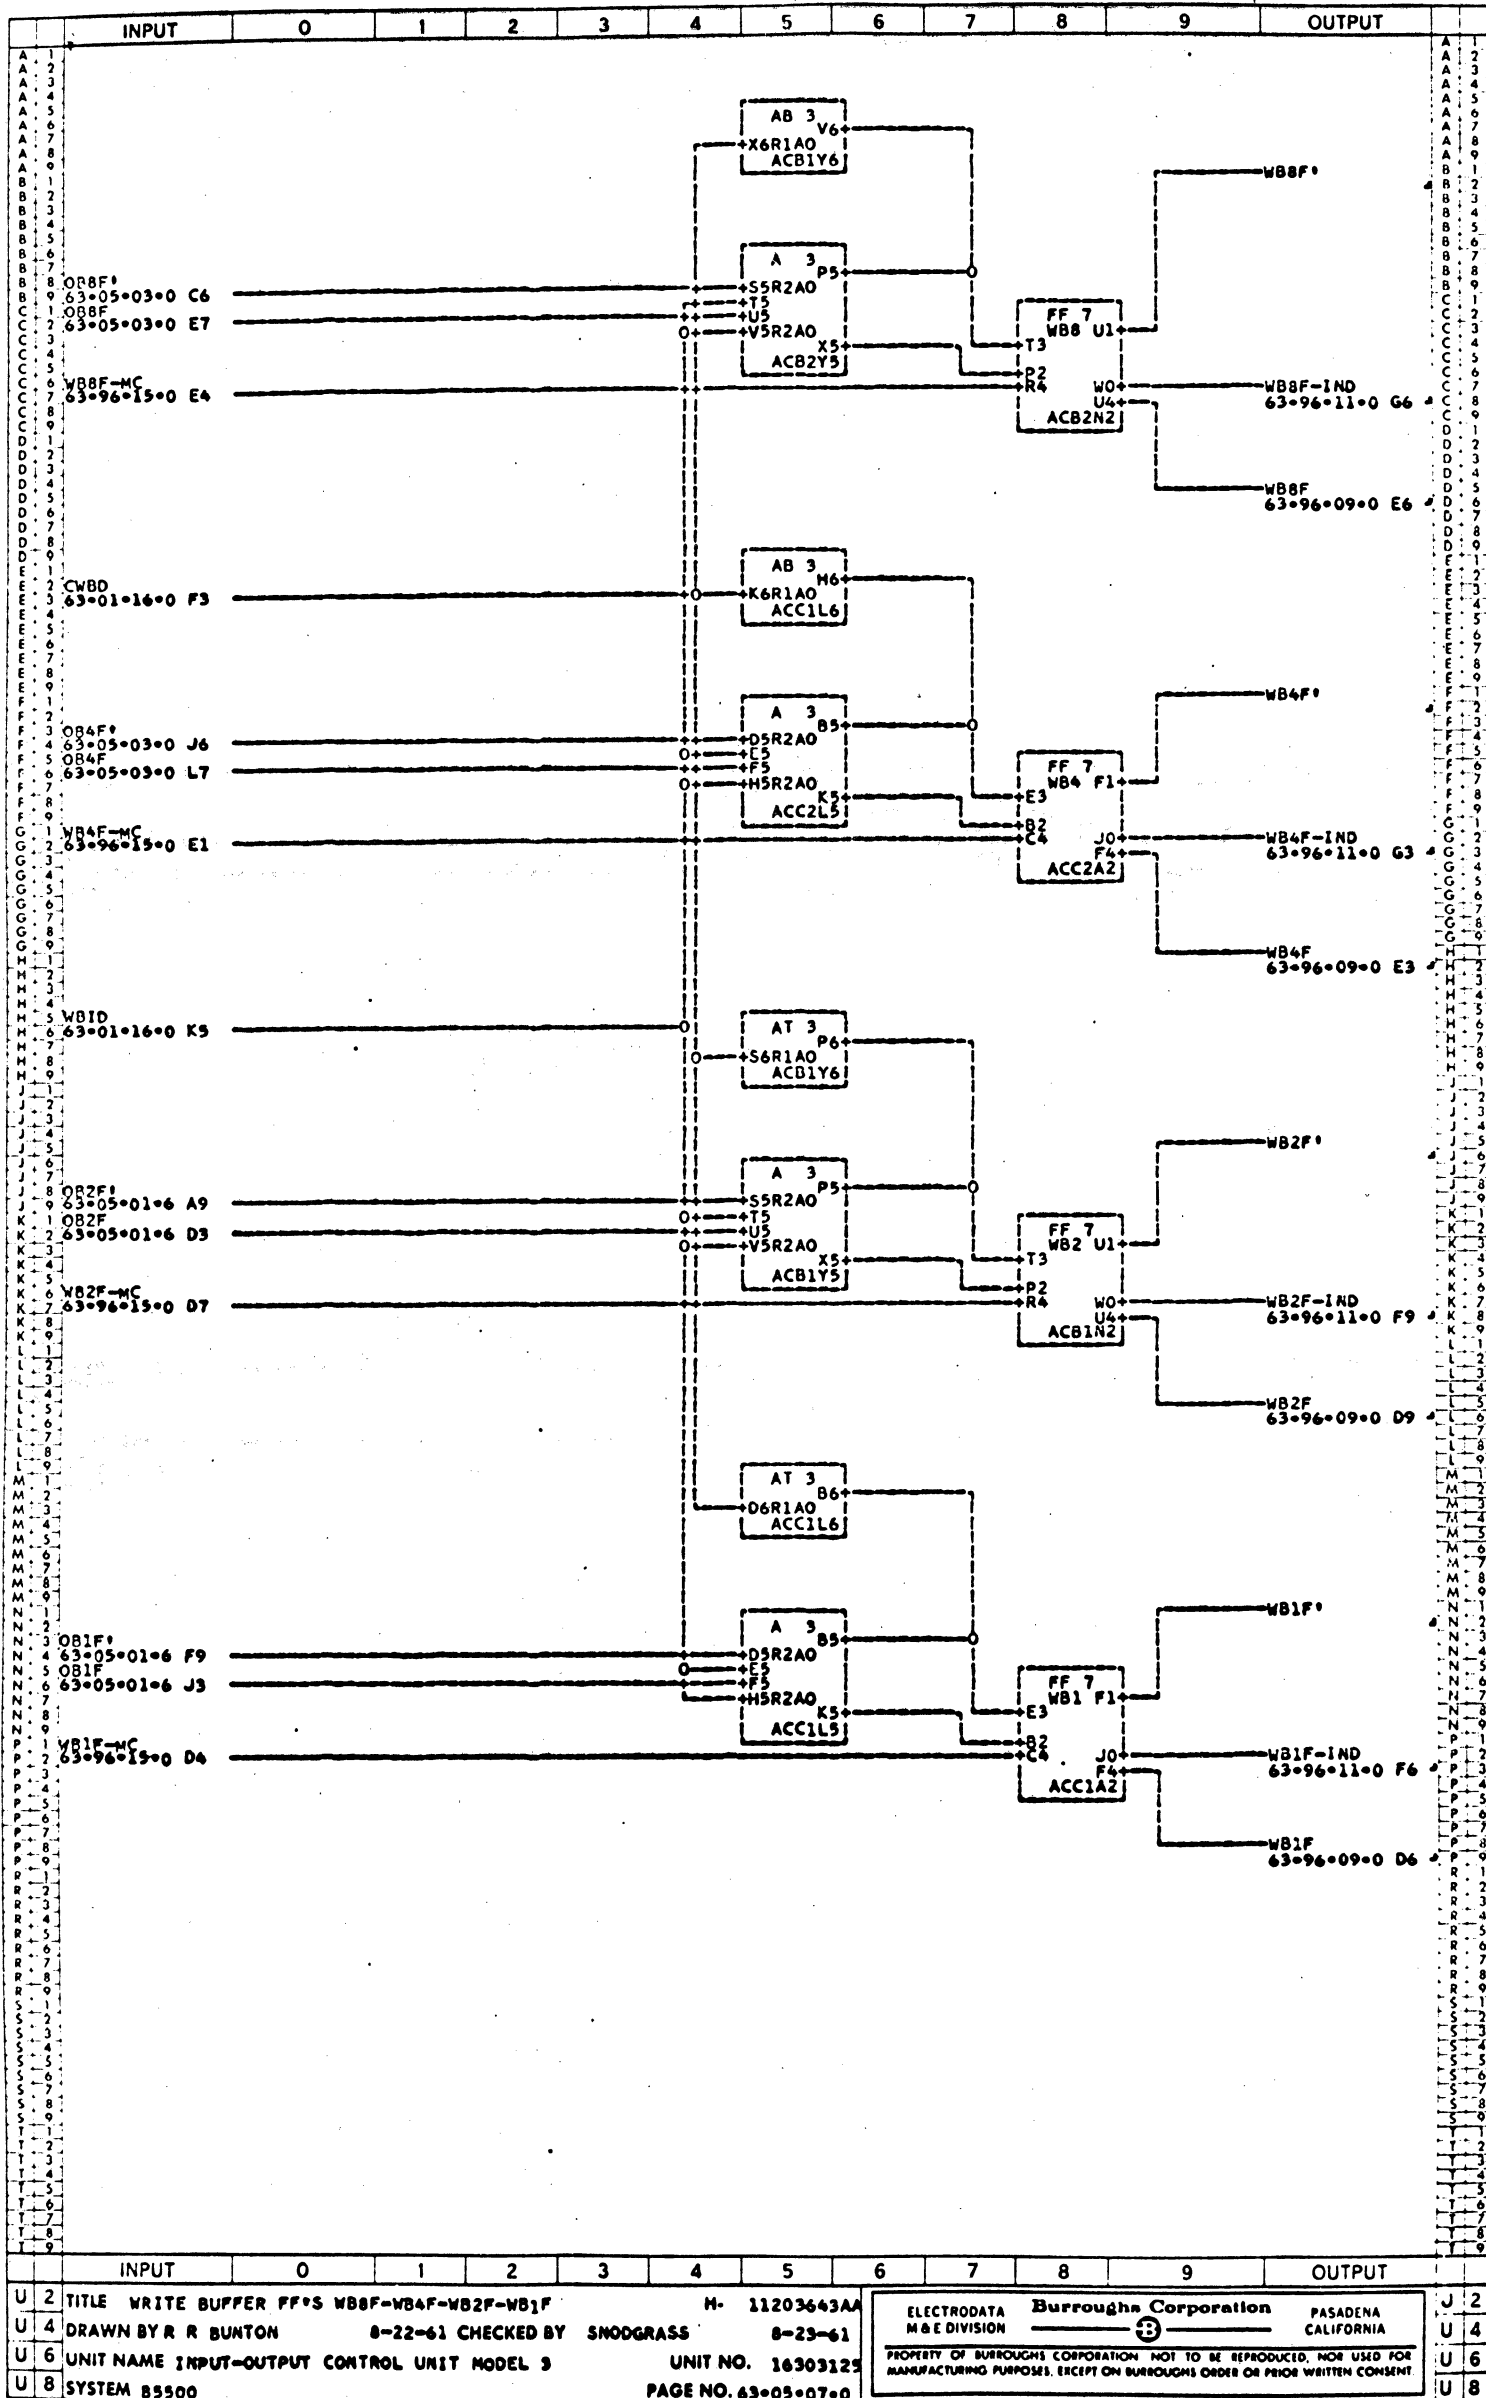 INPUT 0 1 2 3 4 5 6 7 8 9 OUTPUT
AB 3
V6
X6R1A0
ACB1Y6
WB8F'
A 3
P5
OB8F'
63•05•03•0 C6
S5R2A0
T5
OB8F
63•05•03•0 E7
U5
V5R2A0
X5
ACB2Y5
FF 7
WB8 U1
T3
P2
R4 W0
U4
ACB2N2
WB8F-MC
63•96•15•0 E4
WB8F-IND
63•96•11•0 G6
WB8F
63•96•09•0 E6
AB 3
H6
CWBD
63•01•16•0 F3
K6R1A0
ACC1L6
WB4F'
A 3
B5
OB4F'
63•05•03•0 J6
D5R2A0
E5
OB4F
63•05•03•0 L7
F5
H5R2A0
K5
ACC2L5
FF 7
WB4 F1
E3
B2
C4 J0
F4
ACC2A2
WB4F-MC
63•96•15•0 E1
WB4F-IND
63•96•11•0 G3
WB4F
63•96•09•0 E3
WBID
63•01•16•0 K5
AT 3
P6
S6R1A0
ACB1Y6
WB2F'
A 3
P5
OB2F'
63•05•01•6 A9
S5R2A0
T5
OB2F
63•05•01•6 D3
U5
V5R2A0
X5
ACB1Y5
FF 7
WB2 U1
T3
P2
R4 W0
U4
ACB1N2
WB2F-MC
63•96•15•0 D7
WB2F-IND
63•96•11•0 F9
WB2F
63•96•09•0 D9
AT 3
B6
D6R1A0
ACC1L6
WB1F'
A 3
B5
OB1F'
63•05•01•6 F9
D5R2A0
E5
OB1F
63•05•01•6 J3
F5
H5R2A0
K5
ACC1L5
FF 7
WB1 F1
E3
B2
C4 J0
F4
ACC1A2
WB1F-MC
63•96•15•0 D4
WB1F-IND
63•96•11•0 F6
WB1F
63•96•09•0 D6
INPUT 0 1 2 3 4 5 6 7 8 9 OUTPUT
U 2 TITLE WRITE BUFFER FF'S WB8F-WB4F-WB2F-WB1F H- 11203643AA
U 4 DRAWN BY R R BUNTON 8-22-61 CHECKED BY SNODGRASS 8-23-61
U 6 UNIT NAME INPUT-OUTPUT CONTROL UNIT MODEL 3 UNIT NO. 16303125
U 8 SYSTEM B5500 PAGE NO. 63•05•07•0
ELECTRODATA
M & E DIVISION
Burroughs Corporation
B
PASADENA
CALIFORNIA
PROPERTY OF BURROUGHS CORPORATION NOT TO BE REPRODUCED, NOR USED FOR
MANUFACTURING PURPOSES, EXCEPT ON BURROUGHS ORDER OR PRIOR WRITTEN CONSENT.
J 2
U 4
U 6
U 8